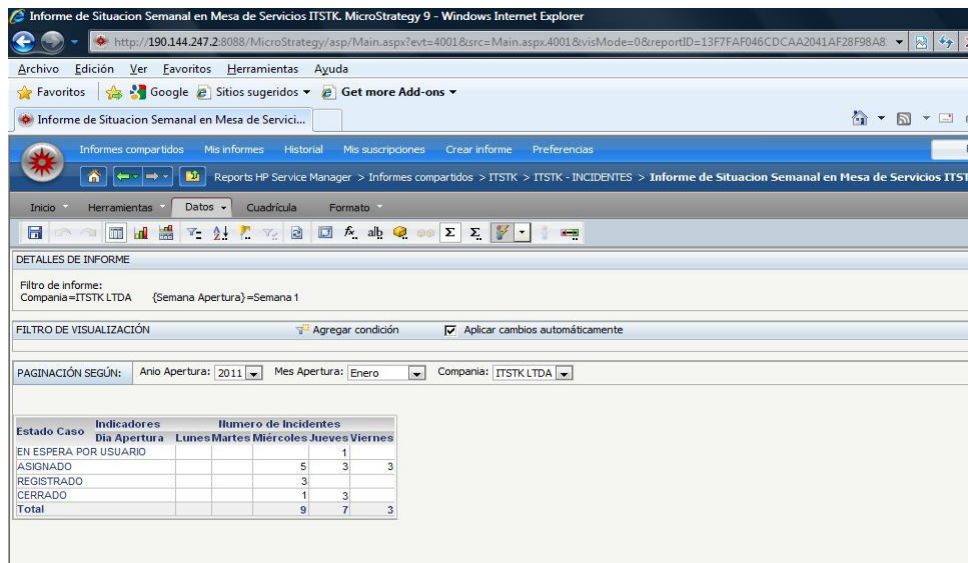 Informe de Situacion Semanal en Mesa de Servicios ITSTK. MicroStrategy 9 - Windows Internet Explorer
http://190.144.247.2:8088/MicroStrategy/asp/Main.aspx?evt=4001&src=Main.aspx.4001&visMode=0&reportID=13F7FAF046CDCAA2041AF28F98A8
Archivo Edición Ver Favoritos Herramientas Ayuda
Favoritos Google Sitios sugeridos Get more Add-ons
Informe de Situacion Semanal en Mesa de Servici...
Informes compartidos Mis informes Historial Mis suscripciones Crear informe Preferencias
Reports HP Service Manager > Informes compartidos > ITSTK > ITSTK - INCIDENTES > Informe de Situacion Semanal en Mesa de Servicios ITST
Inicio Herramientas Datos Cuadrícula Formato
DETALLES DE INFORME
Filtro de informe:
Compania=ITSTK LTDA {Semana Apertura}=Semana 1
FILTRO DE VISUALIZACIÓN Agregar condición Aplicar cambios automáticamente
PAGINACIÓN SEGÚN: Anio Apertura: 2011 Mes Apertura: Enero Compania: ITSTK LTDA
Estado Caso Indicadores Numero de Incidentes
Dia Apertura Lunes Martes Miércoles Jueves Viernes
EN ESPERA POR USUARIO 1
ASIGNADO 5 3 3
REGISTRADO 3
CERRADO 1 3
Total 9 7 3